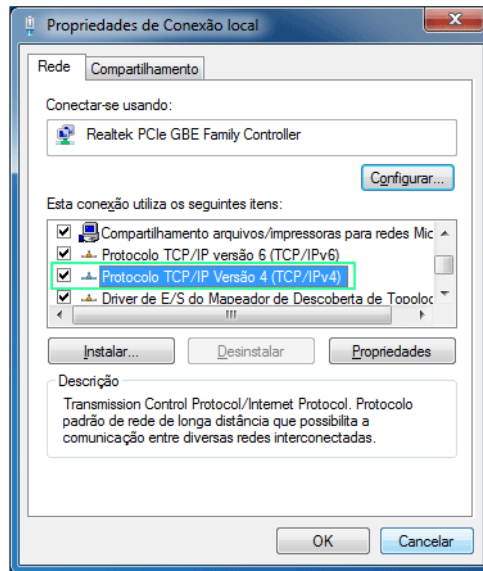 Propriedades de Conexão local
Rede
Compartilhamento
Conectar-se usando:
Realtek PCIe GBE Family Controller
Configurar...
Esta conexão utiliza os seguintes itens:
Compartilhamento arquivos/impressoras para redes Mic
Protocolo TCP/IP versão 6 (TCP/IPv6)
Protocolo TCP/IP Versão 4 (TCP/IPv4)
Driver de E/S do Mapeador de Descoberta de Topoloc
Instalar...
Desinstalar
Propriedades
Descrição
Transmission Control Protocol/Internet Protocol. Protocolo
padrão de rede de longa distância que possibilita a
comunicação entre diversas redes interconectadas.
OK
Cancelar